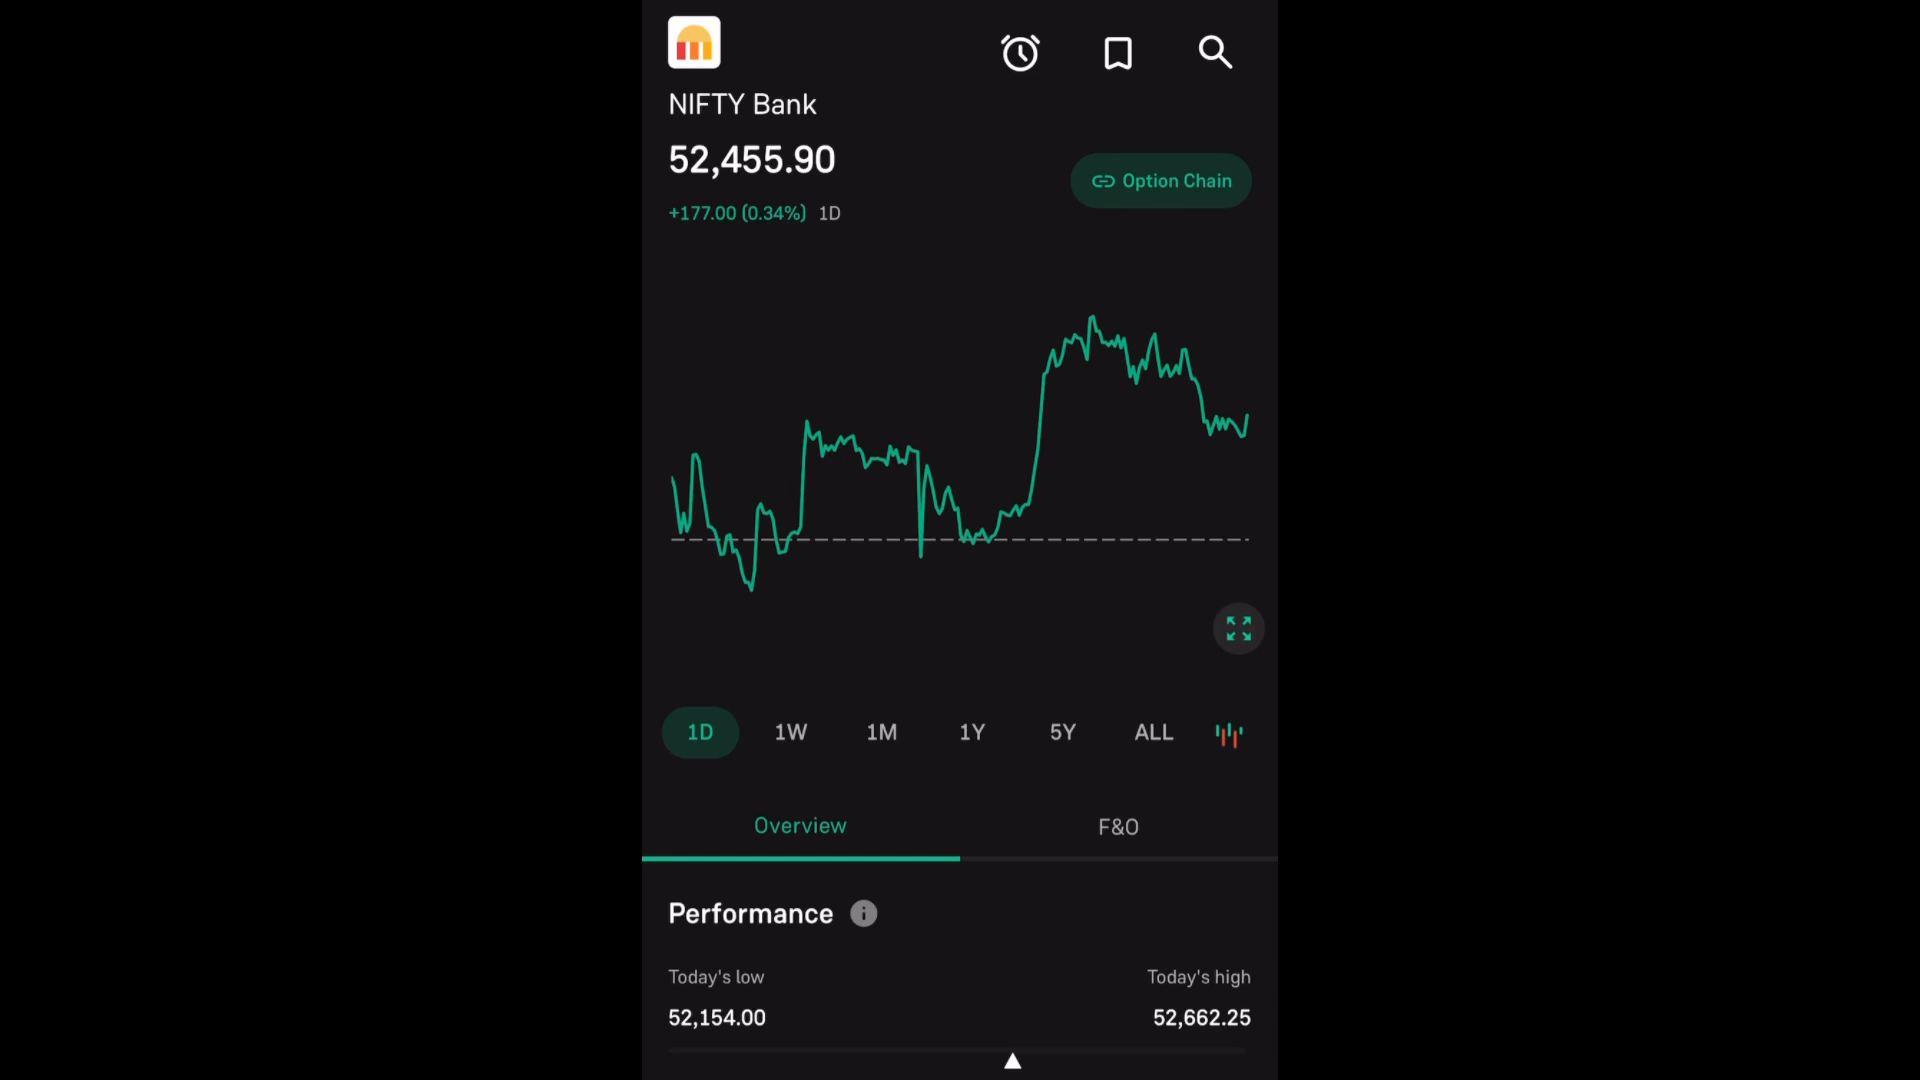 NIFTY Bank
52,455.90
Option Chain
+177.00 (0.34%) 1D
1D 1W 1M 1Y 5Y ALL
Overview F&O
Performance
Today's low Today's high
52,154.00 52,662.25